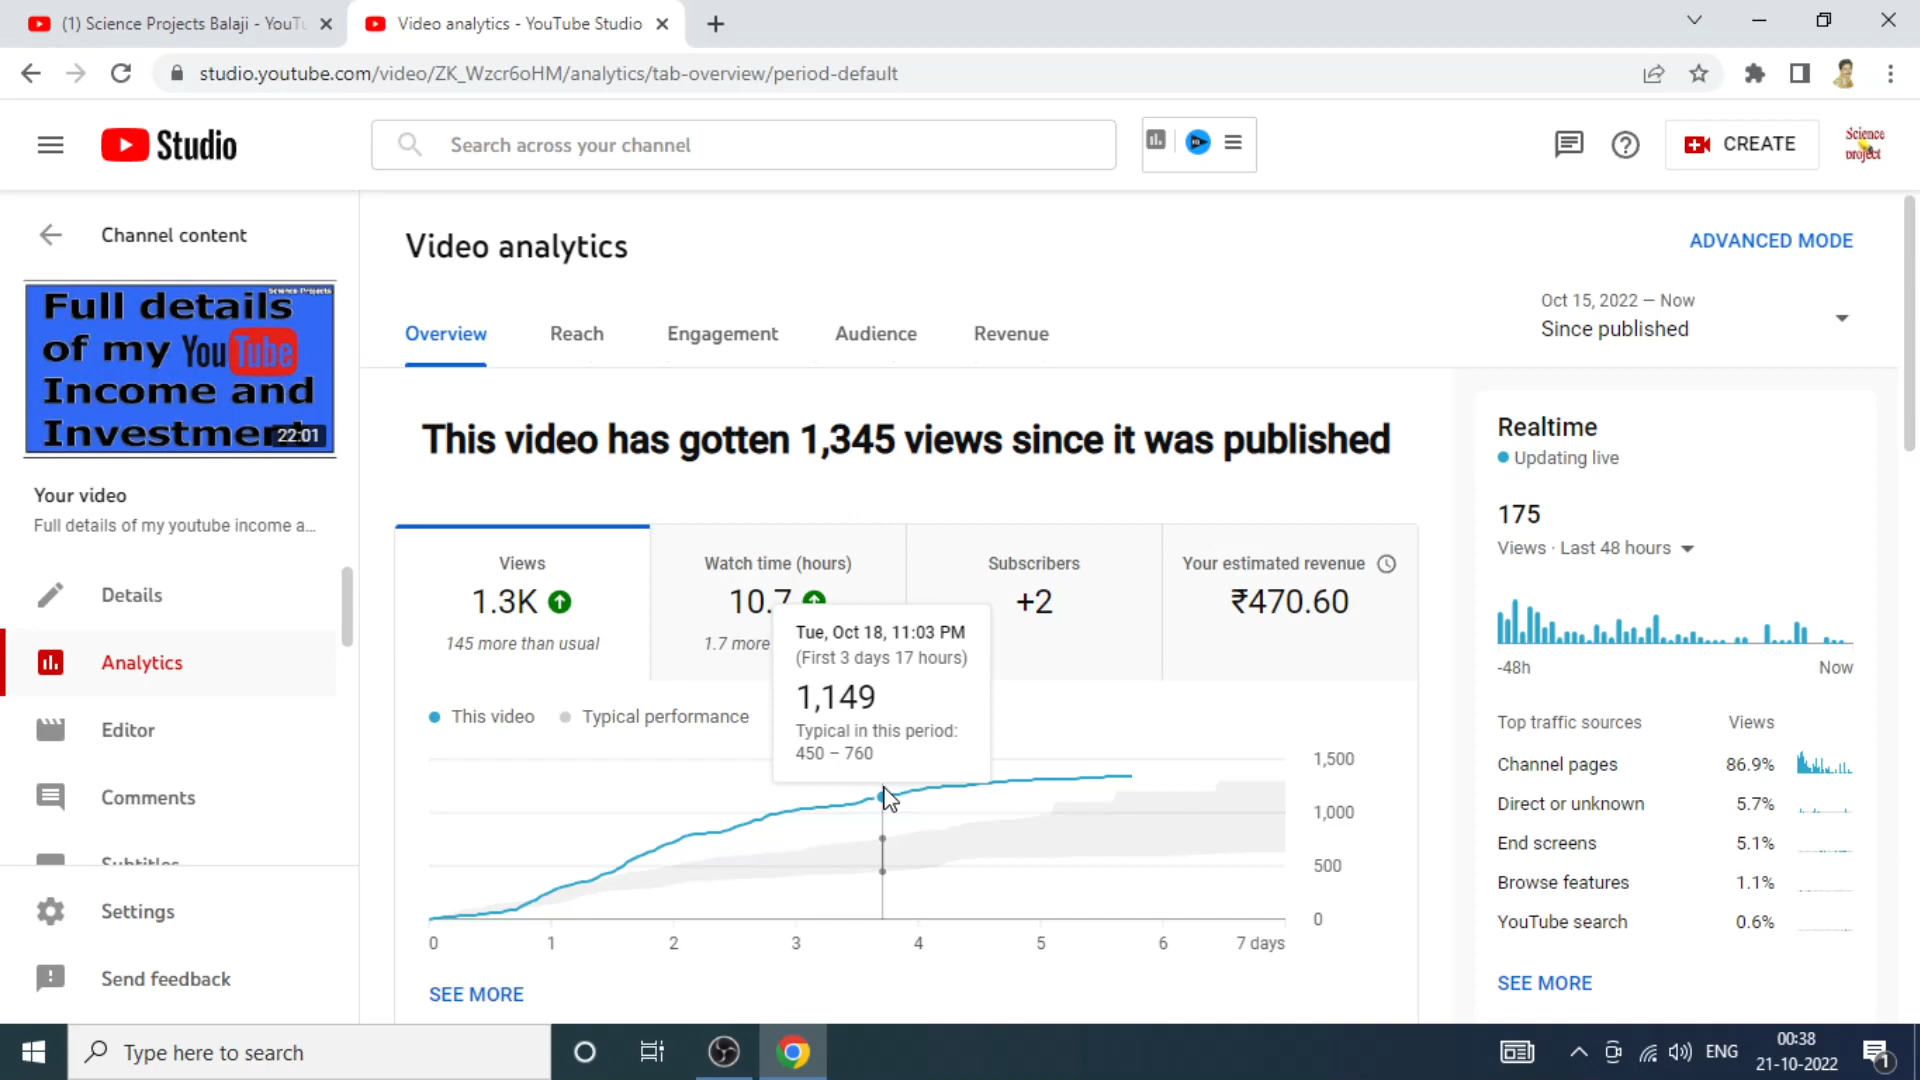 (1) Science Projects Balaji - YouTu
Video analytics - YouTube Studio
studio.youtube.com/video/ZK_Wzcr6oHM/analytics/tab-overview/period-default
Studio
Search across your channel
CREATE
Science
project
Channel content
Science Projects
Full details
of my YouTube
Income and
Investment
22:01
Your video
Full details of my youtube income a...
Details
Analytics
Editor
Comments
Subtitles
Settings
Send feedback
Video analytics
ADVANCED MODE
Oct 15, 2022 – Now
Since published
Overview
Reach
Engagement
Audience
Revenue
This video has gotten 1,345 views since it was published
Views
1.3K
145 more than usual
Watch time (hours)
10.7
1.7 more
Subscribers
+2
Your estimated revenue
₹470.60
Tue, Oct 18, 11:03 PM
(First 3 days 17 hours)
1,149
Typical in this period:
450 – 760
This video
Typical performance
1,500
1,000
500
0
0 1 2 3 4 5 6 7 days
SEE MORE
Realtime
Updating live
175
Views · Last 48 hours
-48h
Now
Top traffic sources Views
Channel pages 86.9%
Direct or unknown 5.7%
End screens 5.1%
Browse features 1.1%
YouTube search 0.6%
SEE MORE
Type here to search
ENG
00:38
21-10-2022
1